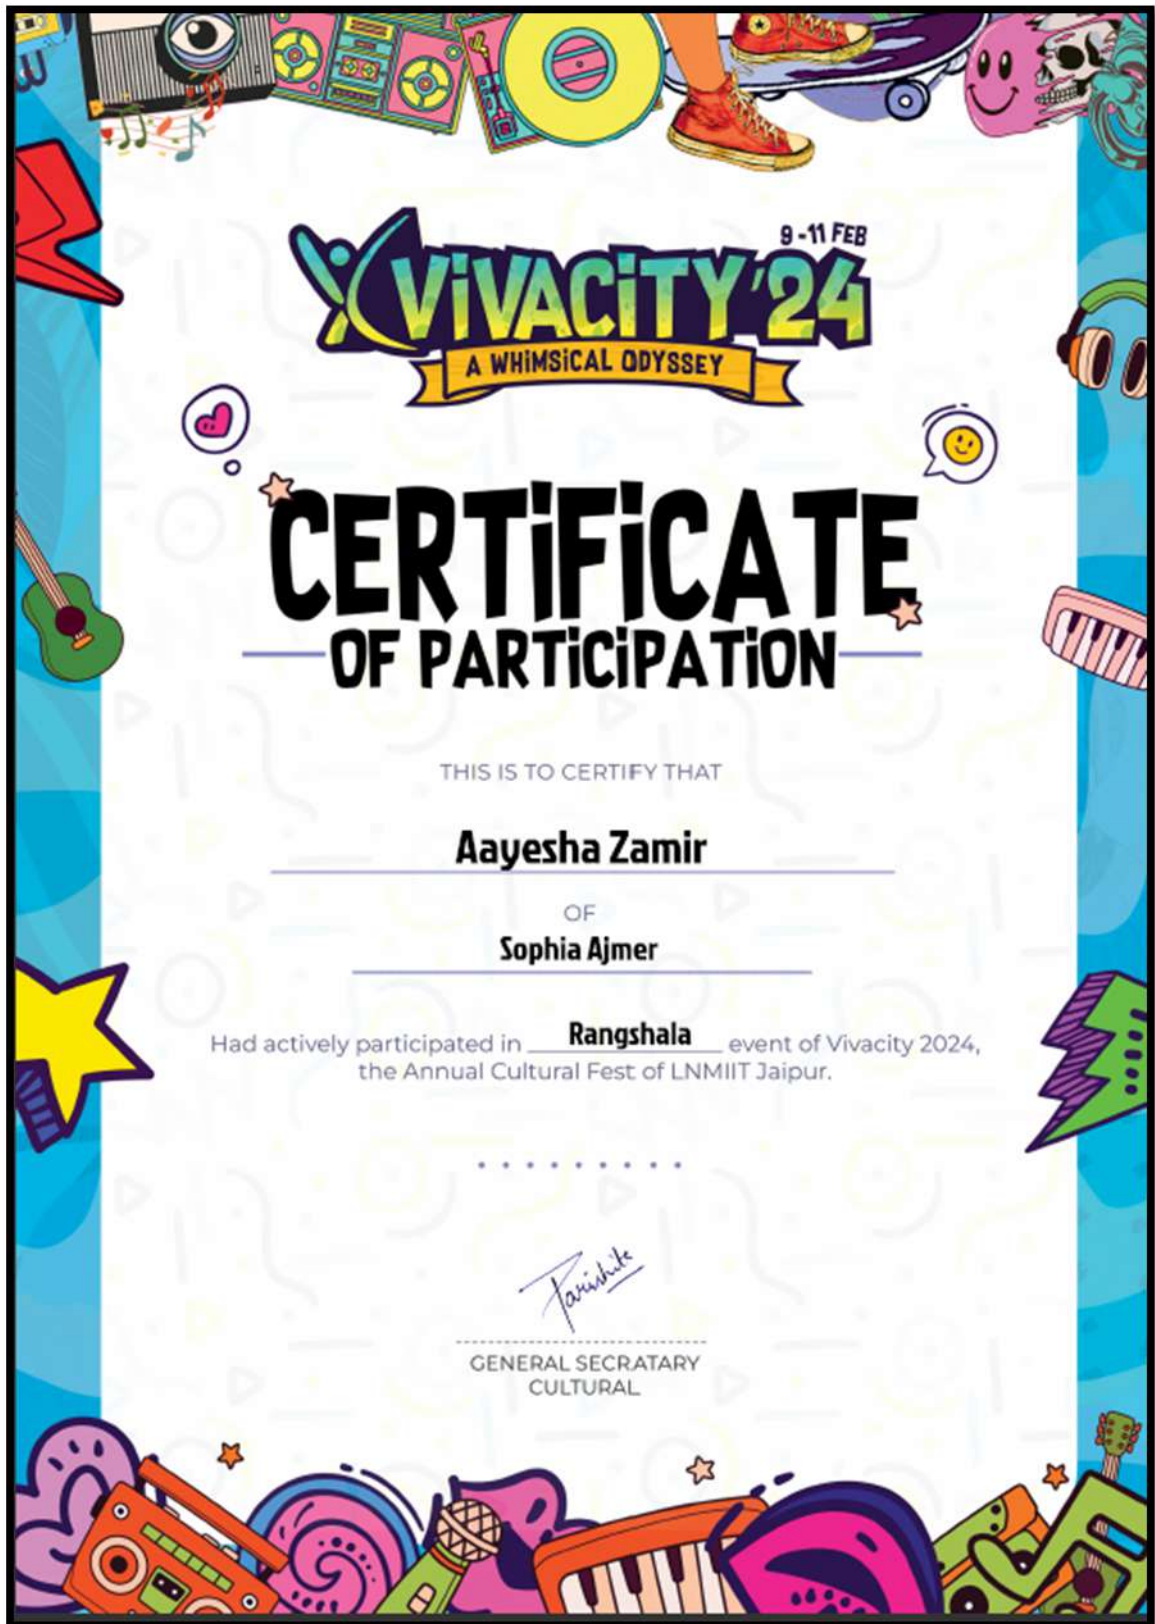 9 -11 FEB
ViVACiTY'24
A WHiMSiCAL ODYSSEY
CERTiFiCATE
OF PARTiCiPATiON
THIS IS TO CERTIFY THAT
Aayesha Zamir
OF
Sophia Ajmer
Had actively participated in Rangshala event of Vivacity 2024,
the Annual Cultural Fest of LNMIIT Jaipur.
GENERAL SECRATARY
CULTURAL